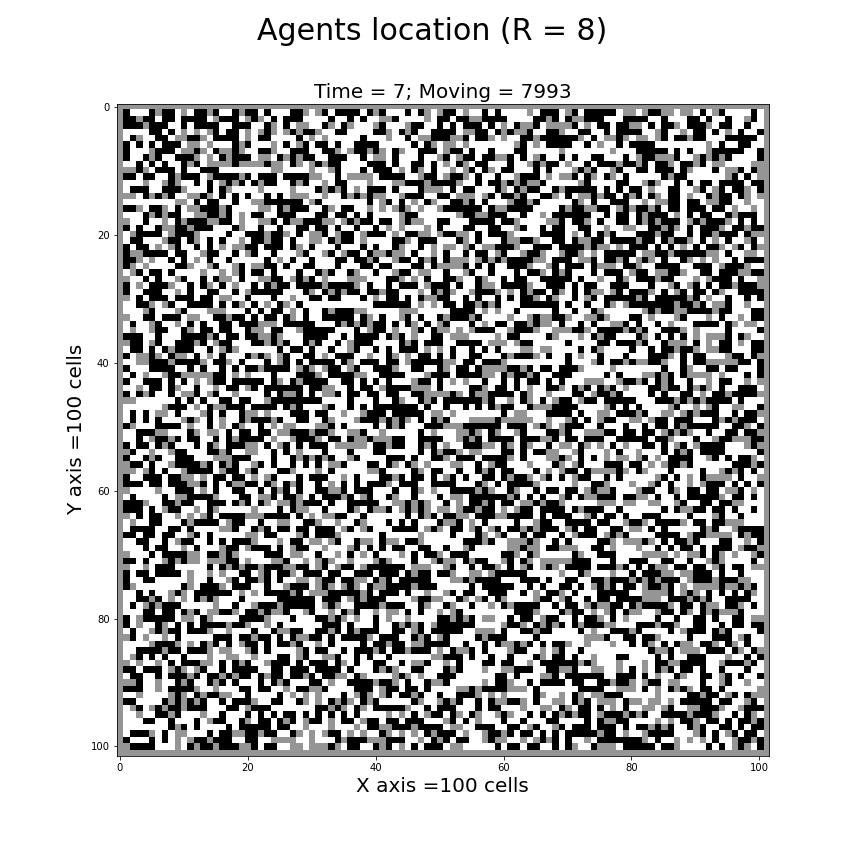 Agents location (R = 8)
Time = 7; Moving = 7993
0
20
40
60
80
100
Y axis =100 cells
0 20 40 60 80 100
X axis =100 cells